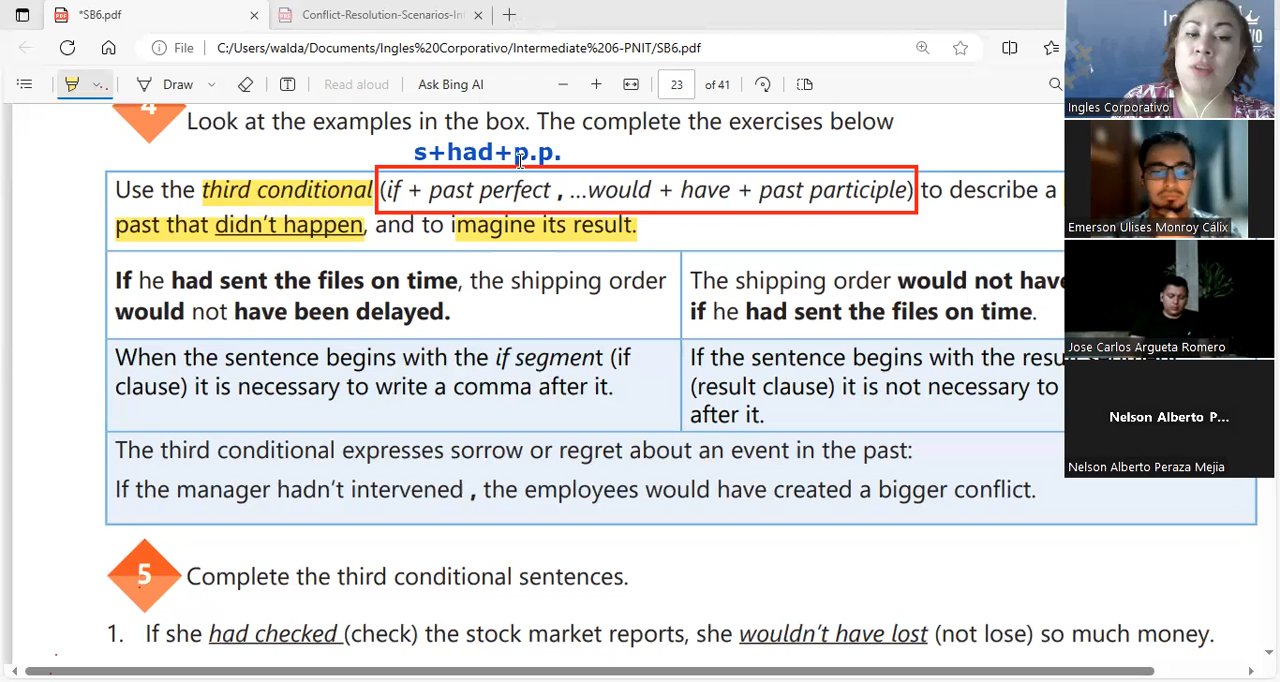 *SB6.pdf
Conflict-Resolution-Scenarios-In
File
C:/Users/walda/Documents/Ingles%20Corporativo/Intermediate%206-PNIT/SB6.pdf
Draw
Read aloud
Ask Bing AI
23
of 41
Ingles Corporativo
Emerson Ulises Monroy Cálix
Jose Carlos Argueta Romero
Nelson Alberto P...
Nelson Alberto Peraza Mejia
4
Look at the examples in the box. The complete the exercises below
s+had+p.p.
Use the third conditional (if + past perfect , ...would + have + past participle) to describe a
past that didn't happen, and to imagine its result.
If he had sent the files on time, the shipping order
would not have been delayed.
The shipping order would not have
if he had sent the files on time.
When the sentence begins with the if segment (if
clause) it is necessary to write a comma after it.
If the sentence begins with the result
(result clause) it is not necessary to
after it.
The third conditional expresses sorrow or regret about an event in the past:
If the manager hadn't intervened , the employees would have created a bigger conflict.
5
Complete the third conditional sentences.
1. If she had checked (check) the stock market reports, she wouldn't have lost (not lose) so much money.